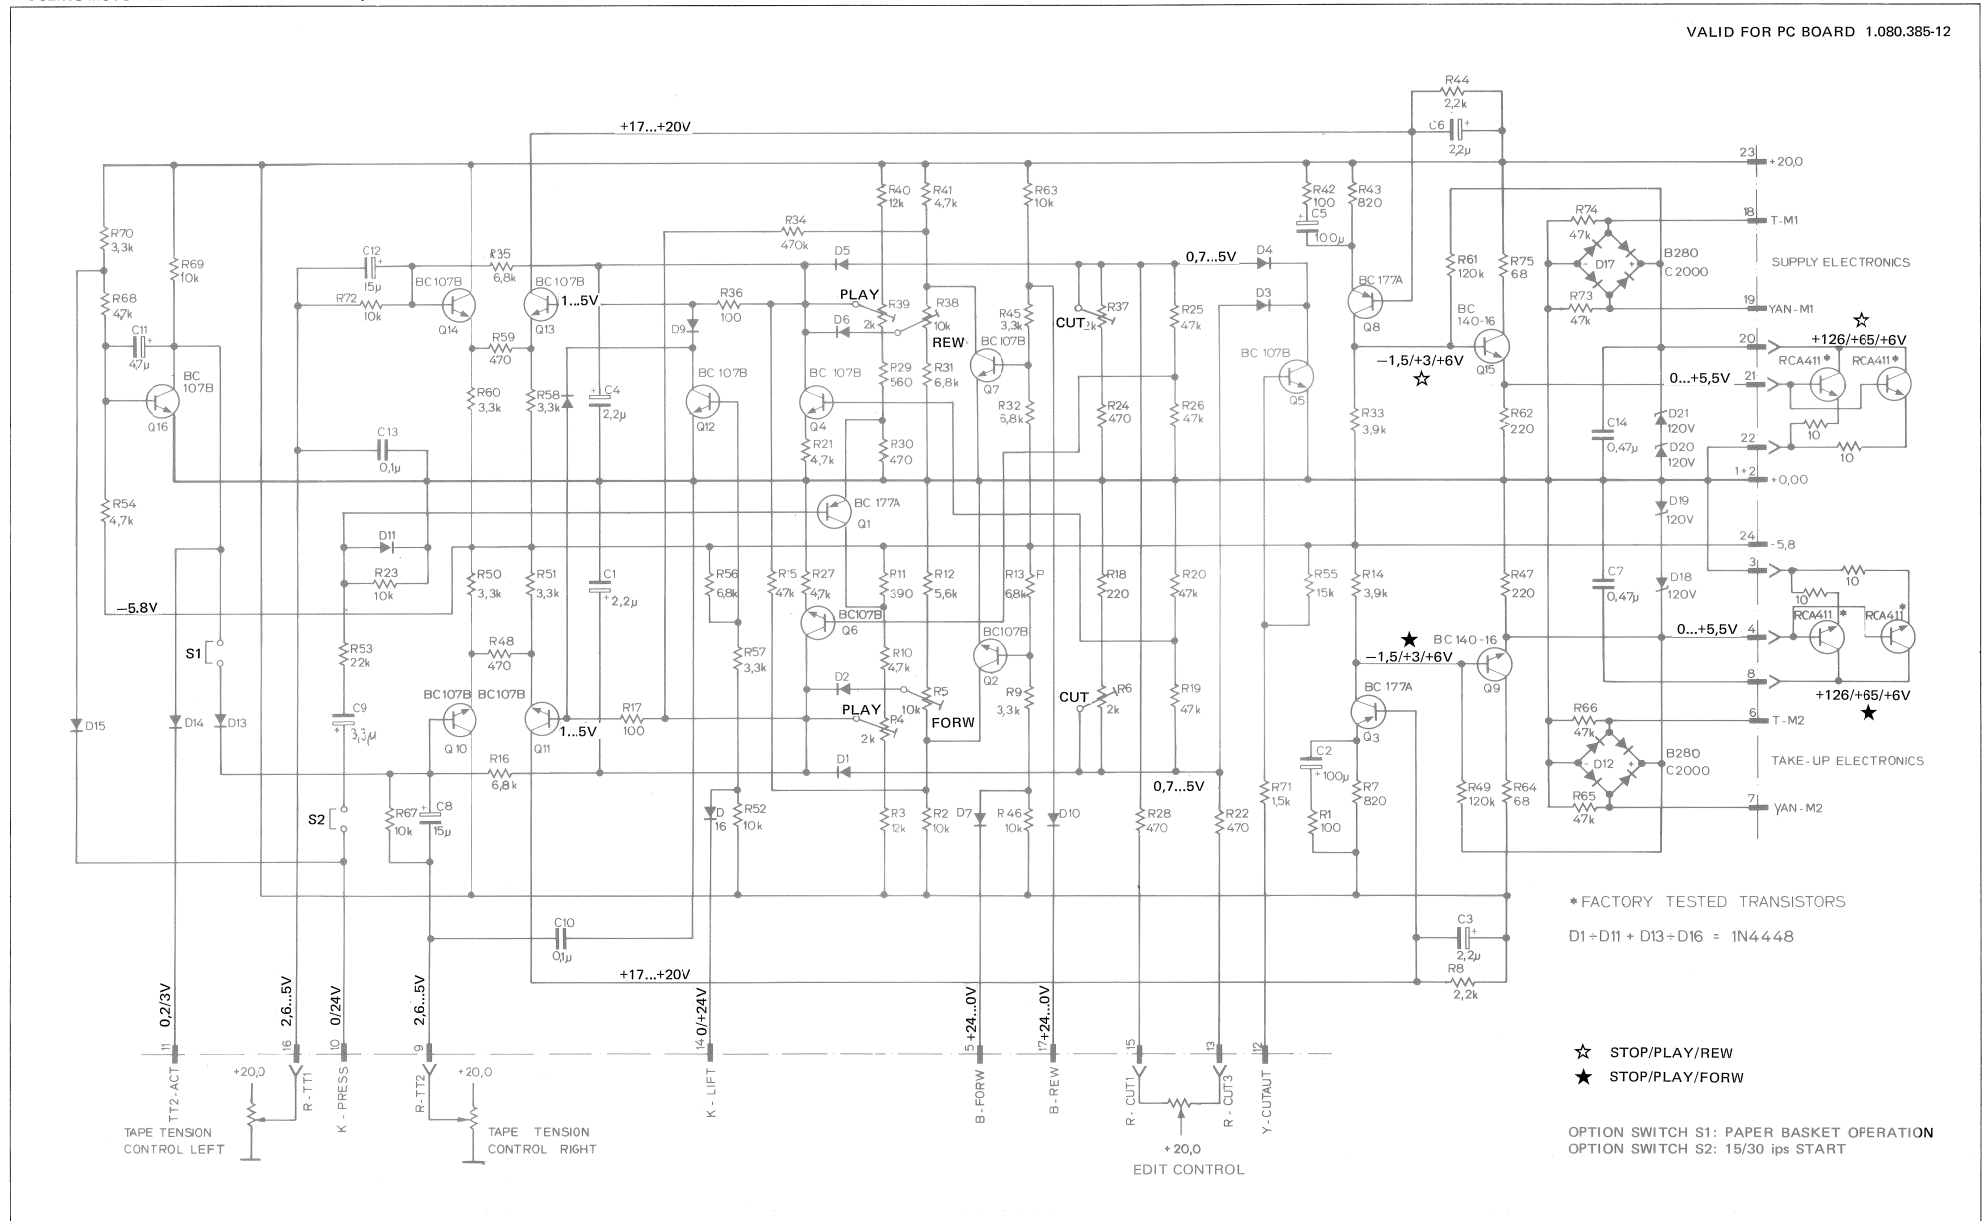 VALID FOR PC BOARD 1.080.385-12
R44
2,2k
C6 +
2,2µ
+17...+20V
23 +20,0
R70
3,3k
R69
10k
R40
12k
R41
4,7k
R63
10k
R42
100
C5
100µ
R43
820
R34
470k
R74
47k
18 T-M1
C12
15µ
R35
6,8k
BC107B
BC107B
D5
0,7...5V
D4
BC 177A
R61
120k
R75
68
D17
B280
C2000
SUPPLY ELECTRONICS
R68
4,7k
R72
10k
Q14
1...5V
Q13
R36
100
PLAY
R39
2k
R38
10k
R37
2k
CUT
R25
47k
D3
Q8
BC
140-16
R73
47k
19 YAN-M1
C11
4,7µ
D9
D6
REW
R45
3,3k
BC107B
+126/+65/+6V
20
R59
470
BC 107B
BC 107B
Q7
BC 107B
−1,5/+3/+6V
Q15
RCA411 *
RCA411 *
BC
107B
Q16
R60
3,3k
R58
3,3k
C4
2,2µ
Q12
Q4
R29
560
R31
6,8k
Q5
21
0...+5,5V
R32
6,8k
R24
470
R26
47k
R33
3,9k
R62
220
C14
0,47µ
D21
120V
D20
120V
10
10
22
C13
0,1µ
R21
4,7k
R30
470
1+2 +0,00
R54
4,7k
BC 177A
Q1
D19
120V
D11
24 -5,8
R23
10k
R50
3,3k
R51
3,3k
C1
2,2µ
R56
6,8k
R15
47k
R27
4,7k
R11
390
R12
5,6k
R13
6,8k
R18
220
R20
47k
R55
15k
R14
3,9k
R47
220
C7
0,47µ
D18
120V
3
10
10
−5.8V
BC107B
Q6
RCA411 *
RCA411 *
0...+5,5V
4
S1
R53
22k
R48
470
R57
3,3k
R10
4,7k
BC107B
Q2
−1,5/+3/+6V
BC 140-16
Q9
8
+126/+65/+6V
D2
R5
10k
FORW
R9
3,3k
CUT
R6
2k
R19
47k
BC 177A
Q3
D15
D14
D13
C9
3,3µ
BC107B
BC107B
Q10
Q11
1...5V
R17
100
PLAY
R4
2k
R66
47k
6 T-M2
D12
B280
C2000
TAKE-UP ELECTRONICS
R16
6,8k
D1
0,7...5V
C2
100µ
R7
820
R1
100
R71
1,5k
R49
120k
R64
68
R65
47k
7 YAN-M2
S2
R67
10k
C8
15µ
D
16
R52
10k
R3
12k
R2
10k
D7
R46
10k
D10
R28
470
R22
470
* FACTORY TESTED TRANSISTORS
D1÷D11 + D13÷D16 = 1N4448
C10
0,1µ
C3
2,2µ
R8
2,2k
+17...+20V
0,2/3V
2,6...5V
0/24V
2,6...5V
0/+24V
+24...0V
+24...0V
11
16
10
9
14
5
17
15
13
12
TT2-ACT
R-TT1
K-PRESS
R-TT2
K-LIFT
B-FORW
B-REW
R-CUT1
R-CUT3
Y-CUTAUT
+20,0
+20,0
TAPE TENSION
CONTROL LEFT
TAPE TENSION
CONTROL RIGHT
+20,0
EDIT CONTROL
☆ STOP/PLAY/REW
★ STOP/PLAY/FORW
OPTION SWITCH S1: PAPER BASKET OPERATION
OPTION SWITCH S2: 15/30 ips START